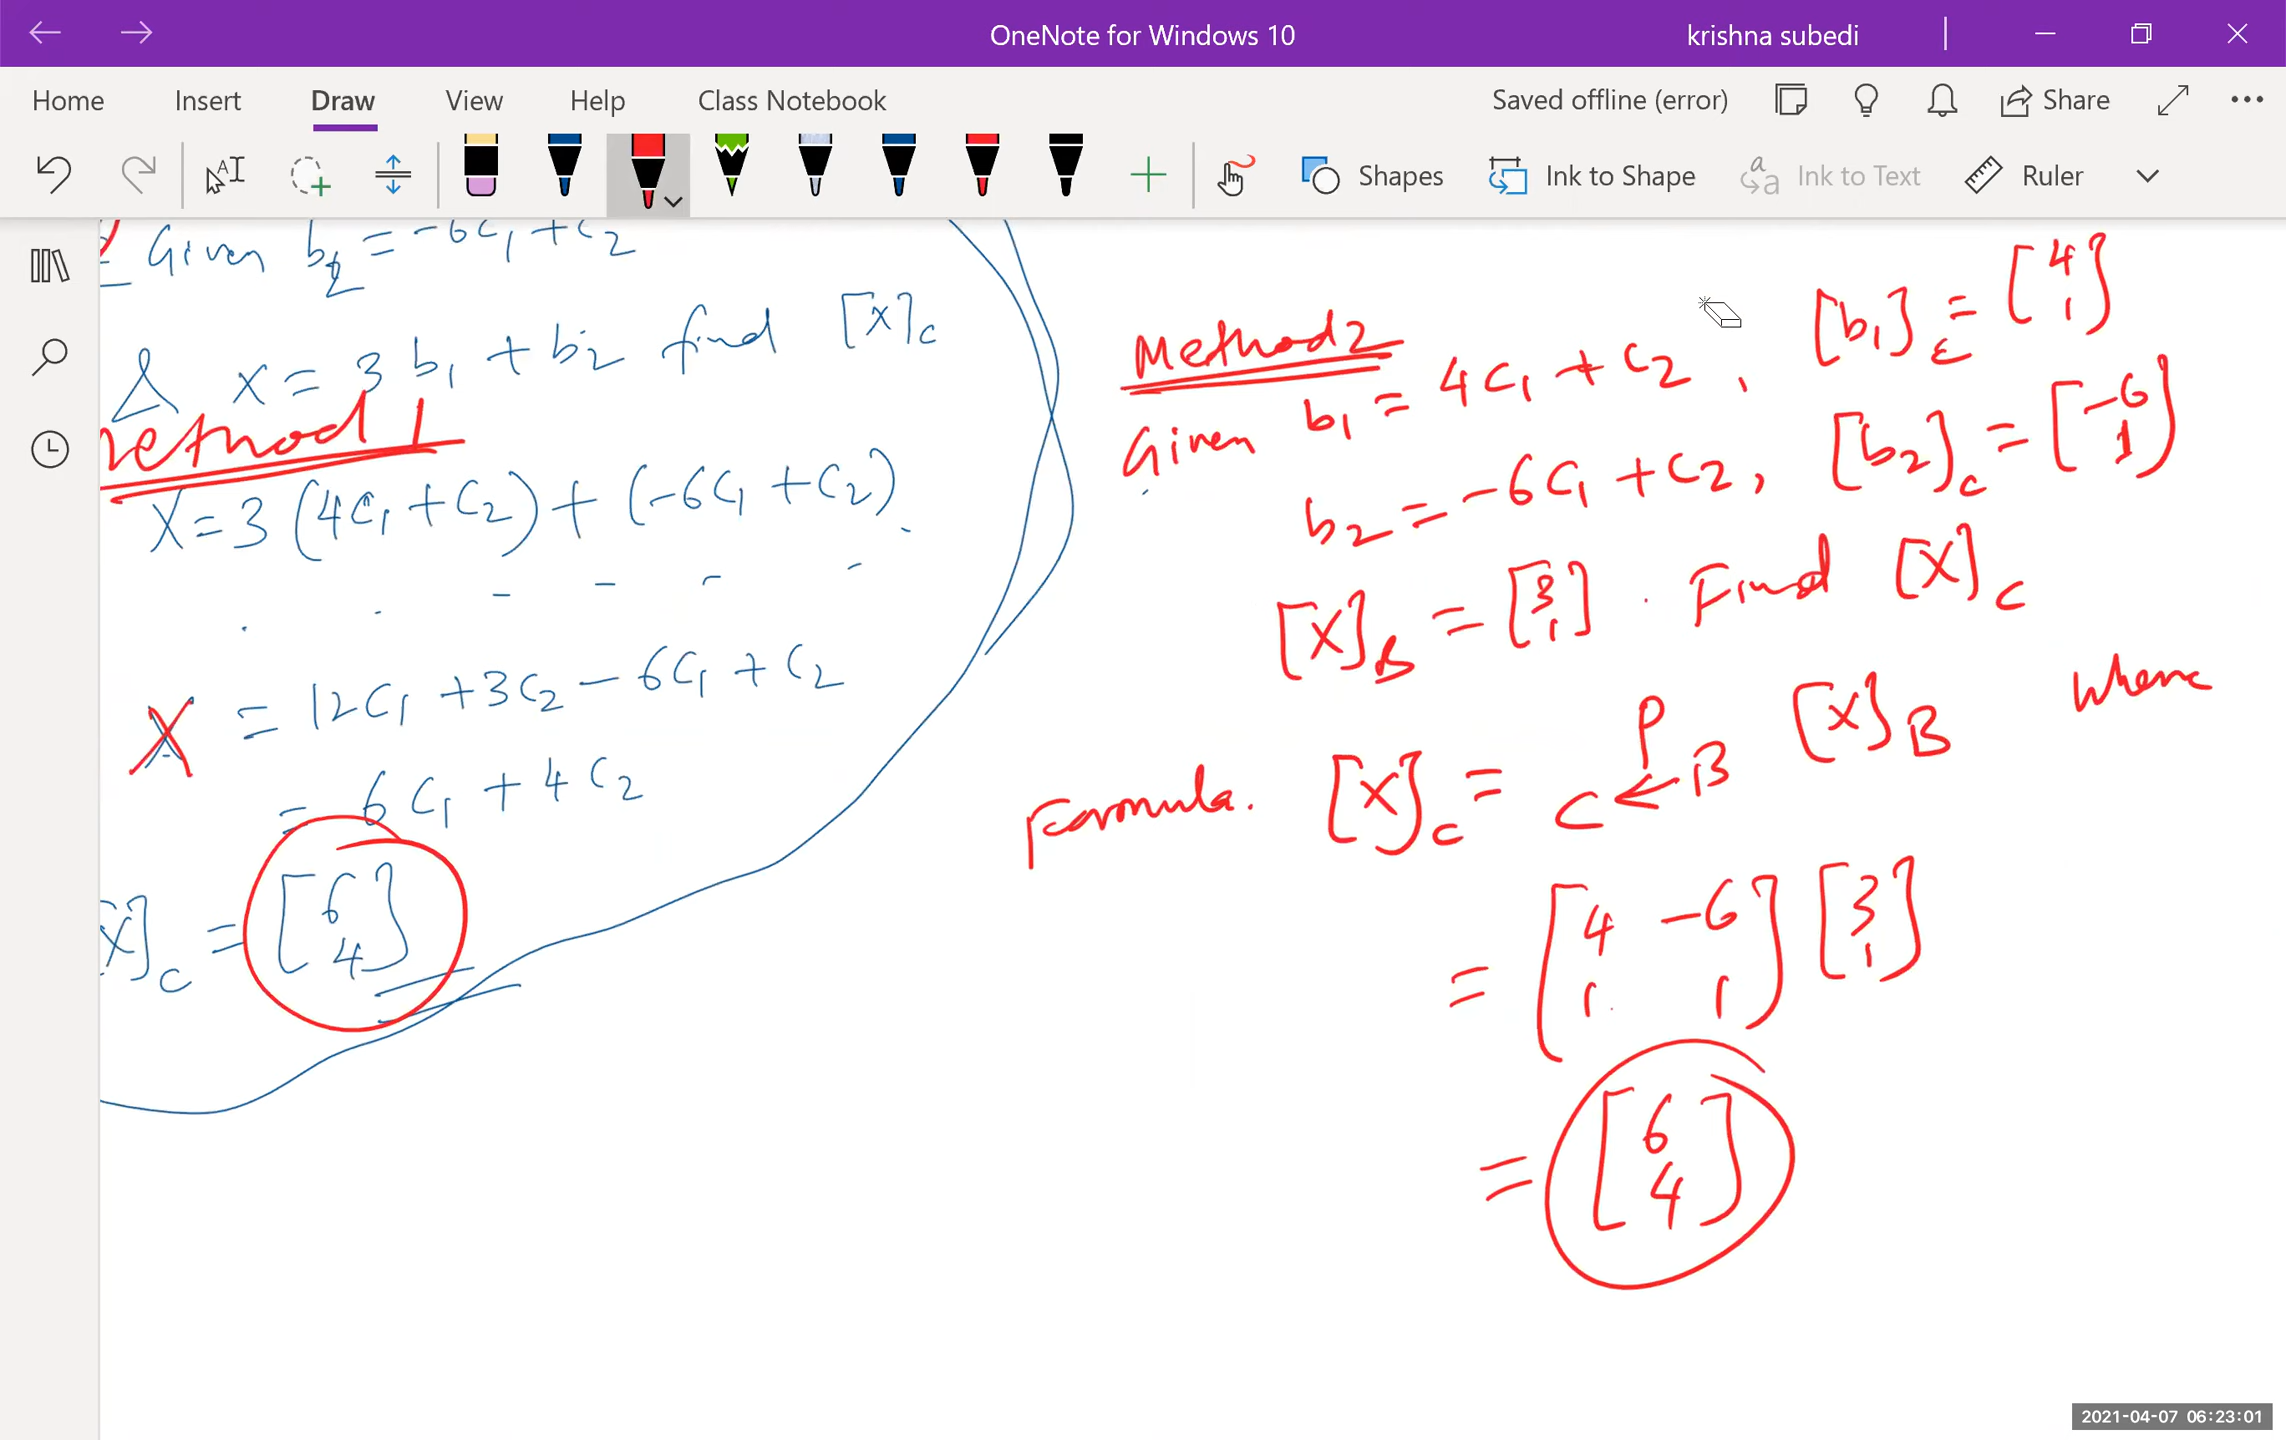 OneNote for Windows 10
krishna subedi
Home Insert Draw View Help Class Notebook
Saved offline (error)
Share
Shapes
Ink to Shape
Ink to Text
Ruler
Given b2 = -6C1 + C2
& x = 3 b1 + b2 find [x]C
Method 1
X = 3 (4C1 + C2) + (-6C1 + C2)
X = 12C1 + 3C2 - 6C1 + C2
= 6C1 + 4C2
[x]C = [6
4]
Method 2
Given b1 = 4C1 + C2 , [b1]C = [4
1]
b2 = -6C1 + C2, [b2]C = [-6
1]
[x]B = [3
1] . Find [x]C
Formula. [x]C = P C←B [x]B where
= [4 -6
1 1] [3
1]
= [6
4]
2021-04-07 06:23:01